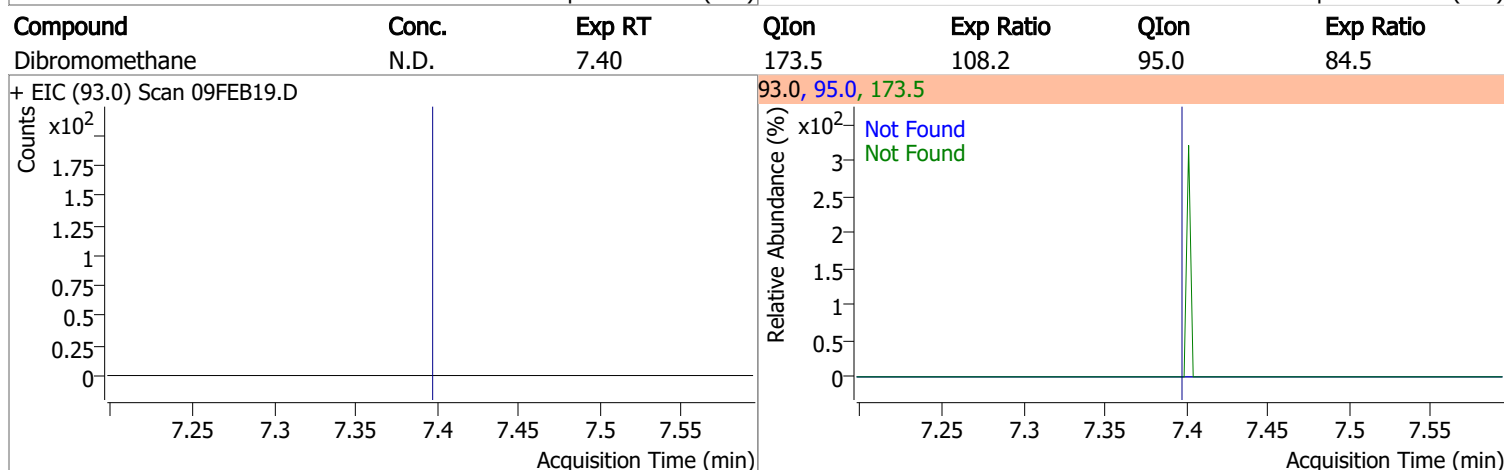 Compound Conc. Exp RT QIon Exp Ratio QIon Exp Ratio
Dibromomethane N.D. 7.40 173.5 108.2 95.0 84.5
+ EIC (93.0) Scan 09FEB19.D
Counts
x10²
1.75
1.5
1.25
1
0.75
0.5
0.25
0
7.25 7.3 7.35 7.4 7.45 7.5 7.55
Acquisition Time (min)
93.0, 95.0, 173.5
Relative Abundance (%)
x10²
Not Found
Not Found
3
2.5
2
1.5
1
0.5
0
7.25 7.3 7.35 7.4 7.45 7.5 7.55
Acquisition Time (min)